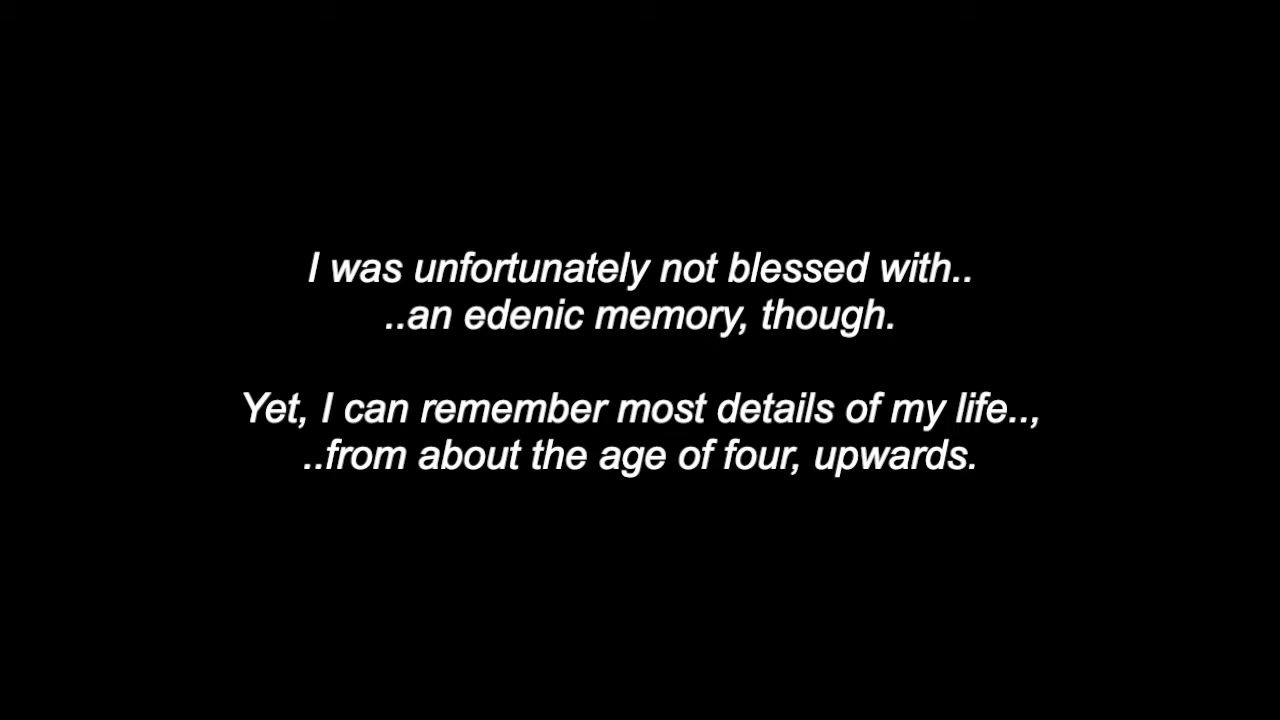 I was unfortunately not blessed with..
..an edenic memory, though.
Yet, I can remember most details of my life..,
..from about the age of four, upwards.